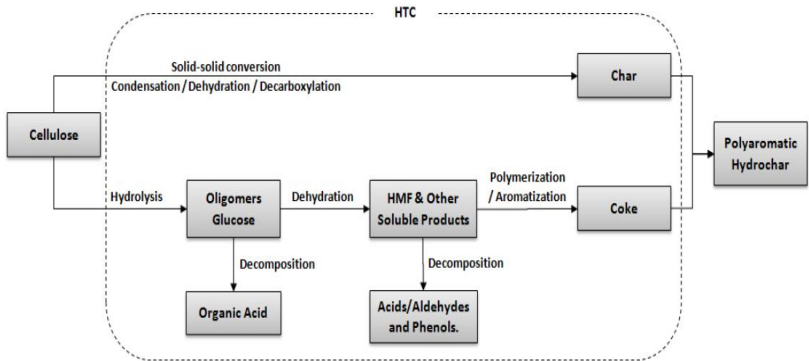 HTC
Solid-solid conversion
Condensation / Dehydration / Decarboxylation
Char
Cellulose
Polyaromatic
Hydrochar
Hydrolysis
Oligomers
Glucose
Dehydration
HMF & Other
Soluble Products
Polymerization
/ Aromatization
Coke
Decomposition
Decomposition
Organic Acid
Acids/Aldehydes
and Phenols.